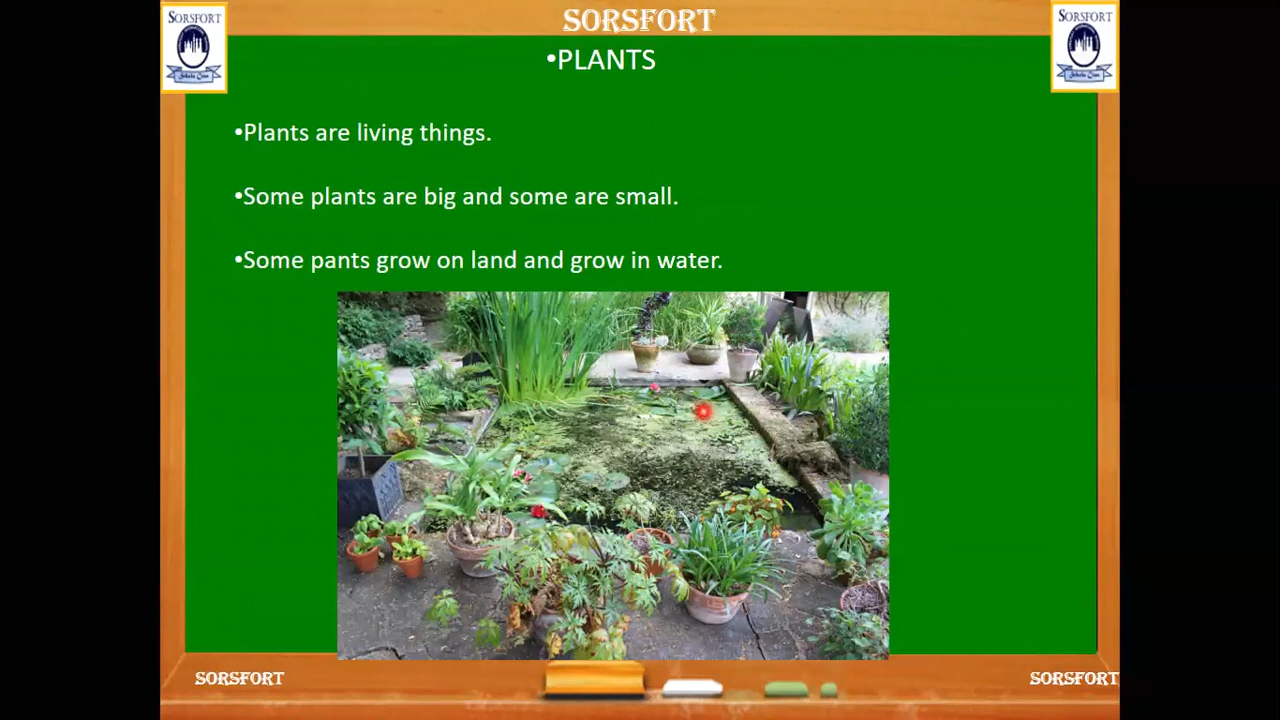 SORSFORT
SORSFORT
SORSFORT
•PLANTS
•Plants are living things.
•Some plants are big and some are small.
•Some pants grow on land and grow in water.
SORSFORT
SORSFORT